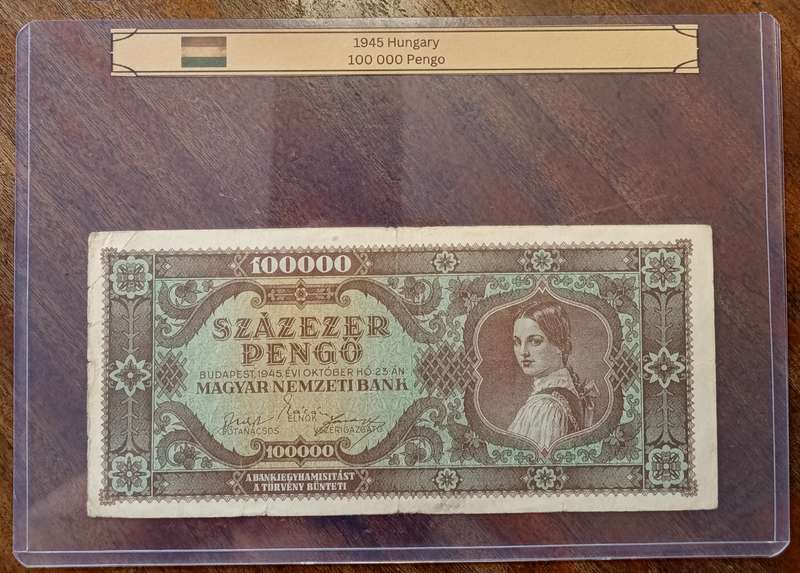 1945 Hungary
100 000 Pengo
100000
SZÁZEZER
PENGŐ
BUDAPEST, 1945. ÉVI OKTÓBER HÓ 23-ÁN
MAGYAR NEMZETI BANK
ELNÖK
FŐTANÁCSOS VEZÉRIGAZGATÓ
100000
A BANKJEGYHAMISITÁST
A TÖRVÉNY BÜNTETI